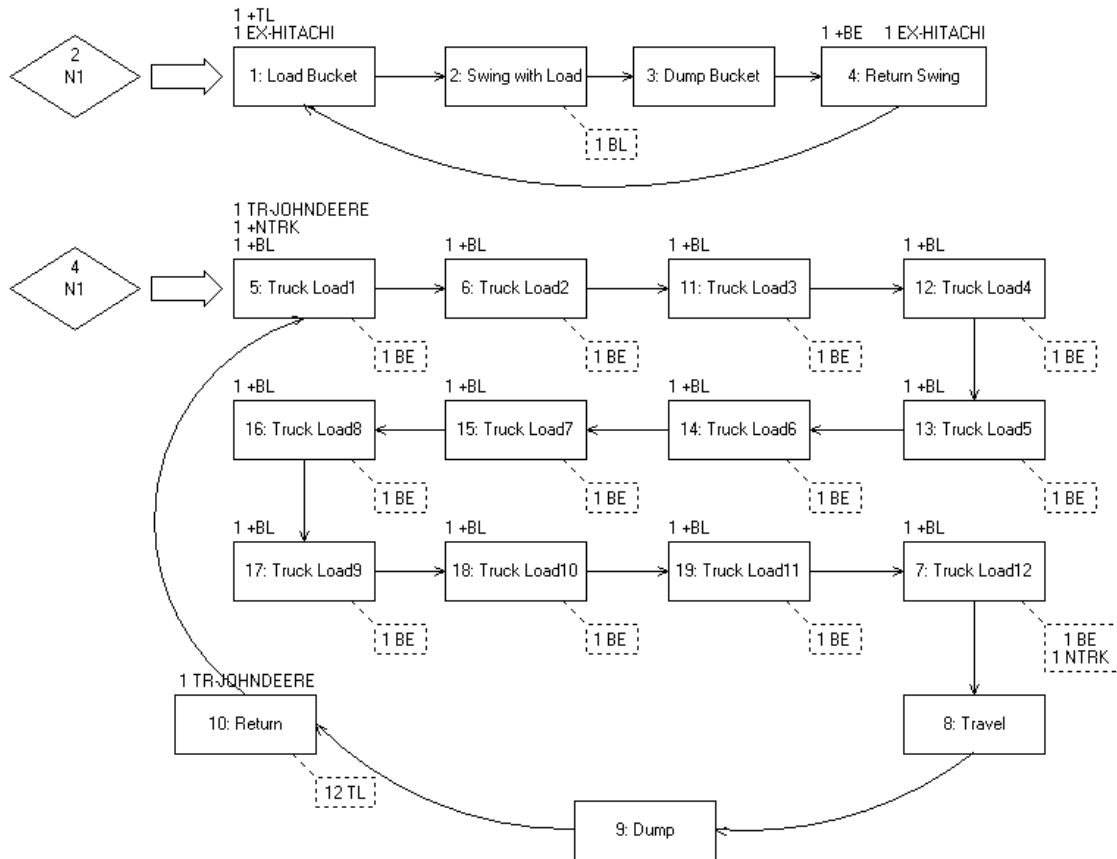 1 +TL
1 EX-HITACHI
1 +BE 1 EX-HITACHI
2
N1
1: Load Bucket
2: Swing with Load
3: Dump Bucket
4: Return Swing
1 BL
1 TR-JOHNDEERE
1 +NTRK
1 +BL
1 +BL
1 +BL
1 +BL
4
N1
5: Truck Load1
6: Truck Load2
11: Truck Load3
12: Truck Load4
1 BE
1 BE
1 BE
1 BE
1 +BL
1 +BL
1 +BL
1 +BL
16: Truck Load8
15: Truck Load7
14: Truck Load6
13: Truck Load5
1 BE
1 BE
1 BE
1 BE
1 +BL
1 +BL
1 +BL
1 +BL
17: Truck Load9
18: Truck Load10
19: Truck Load11
7: Truck Load12
1 BE
1 BE
1 BE
1 BE
1 NTRK
1 TR-JOHNDEERE
10: Return
8: Travel
12 TL
9: Dump